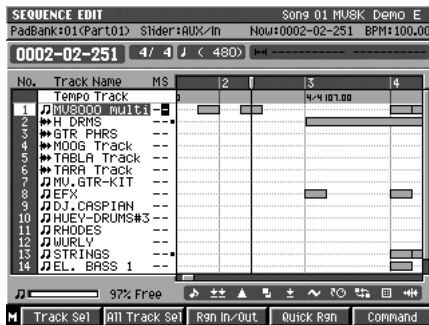 SEQUENCE EDIT Song 01 MV8K Demo E
PadBank:01(Part01) Slider:AUX/In Now:0002-02-251 BPM:100.00
0002-02-251 4/ 4 ( 480) ------------ ------------
No. Track Name MS 2 3 4
Tempo Track 4/4 107.00
1 MV8000 multi --
2 H DRMS --
3 GTR PHRS --
4 MOOG Track --
5 TABLA Track --
6 TARA Track --
7 MV.GTR-KIT --
8 EFX --
9 DJ.CASPIAN --
10 HUEY-DRUMS#3 --
11 RHODES --
12 WURLY --
13 STRINGS --
14 EL. BASS 1 --
97% Free
M Track Sel All Track Sel Rgn In/Out Quick Rgn Command